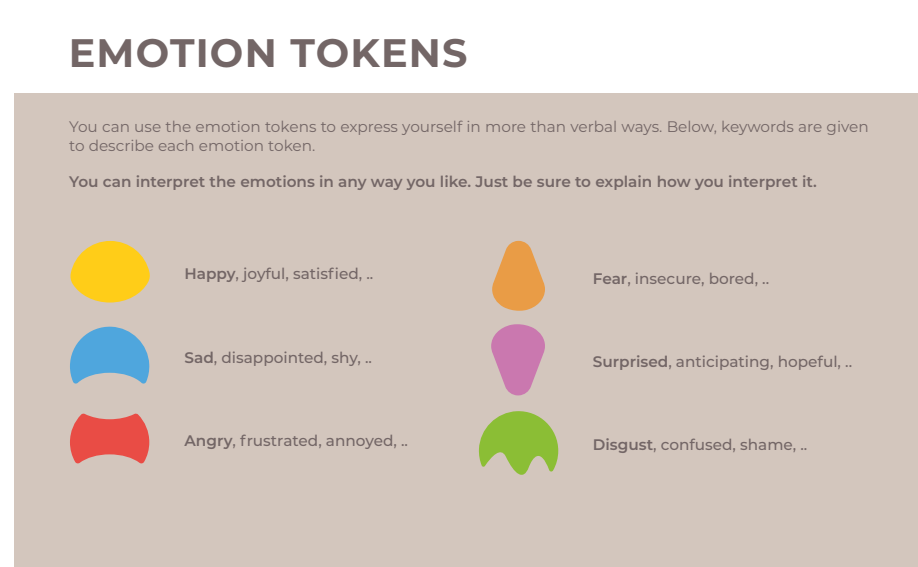 EMOTION TOKENS
You can use the emotion tokens to express yourself in more than verbal ways. Below, keywords are given
to describe each emotion token.
You can interpret the emotions in any way you like. Just be sure to explain how you interpret it.
Happy, joyful, satisfied, ..
Sad, disappointed, shy, ..
Angry, frustrated, annoyed, ..
Fear, insecure, bored, ..
Surprised, anticipating, hopeful, ..
Disgust, confused, shame, ..